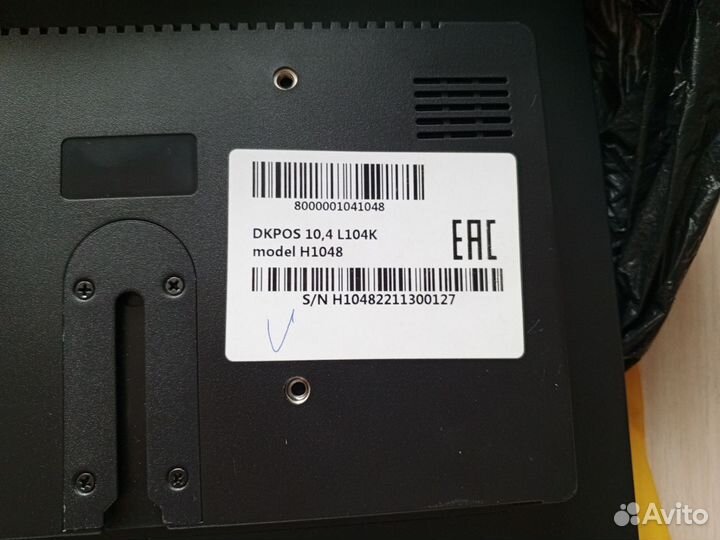 8000001041048
DKPOS 10,4 L104K
model H1048
EAC
S/N H10482211300127
Avito